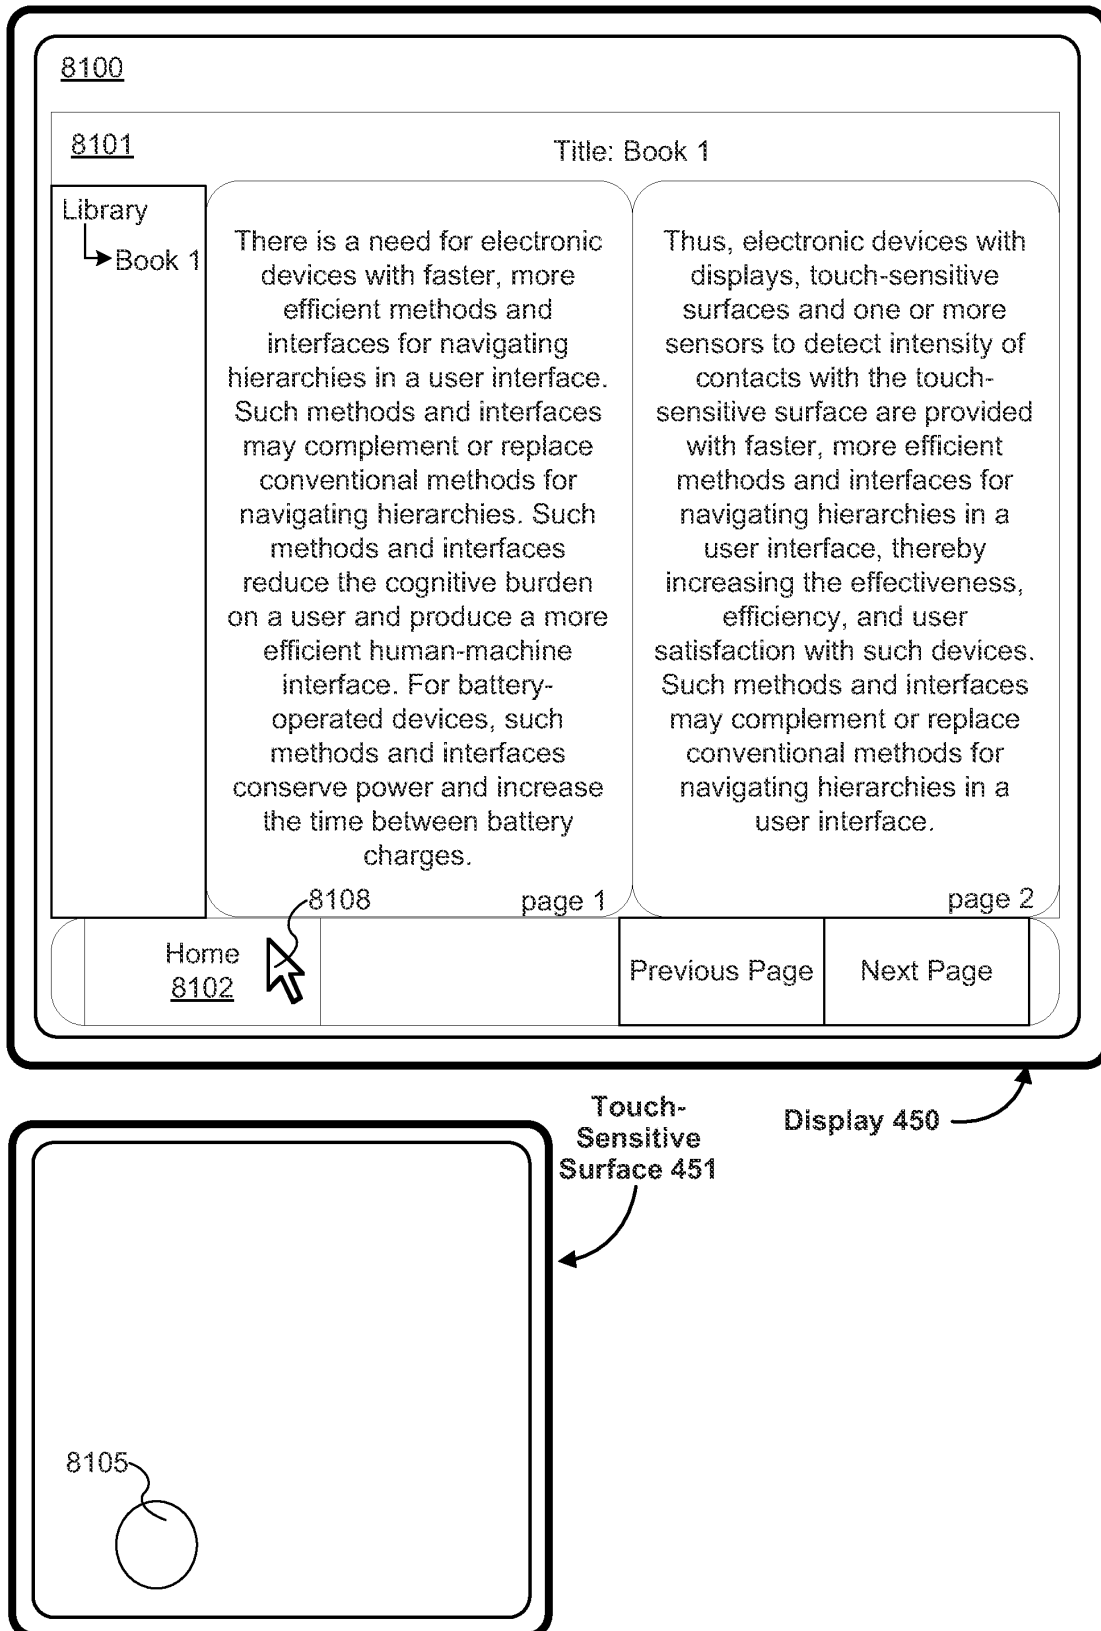 8100
8101
Title: Book 1
Library
Book 1
There is a need for electronic
devices with faster, more
efficient methods and
interfaces for navigating
hierarchies in a user interface.
Such methods and interfaces
may complement or replace
conventional methods for
navigating hierarchies. Such
methods and interfaces
reduce the cognitive burden
on a user and produce a more
efficient human-machine
interface. For battery-
operated devices, such
methods and interfaces
conserve power and increase
the time between battery
charges.
page 1
Thus, electronic devices with
displays, touch-sensitive
surfaces and one or more
sensors to detect intensity of
contacts with the touch-
sensitive surface are provided
with faster, more efficient
methods and interfaces for
navigating hierarchies in a
user interface, thereby
increasing the effectiveness,
efficiency, and user
satisfaction with such devices.
Such methods and interfaces
may complement or replace
conventional methods for
navigating hierarchies in a
user interface.
page 2
8108
Home
8102
Previous Page
Next Page
Display 450
Touch-
Sensitive
Surface 451
8105